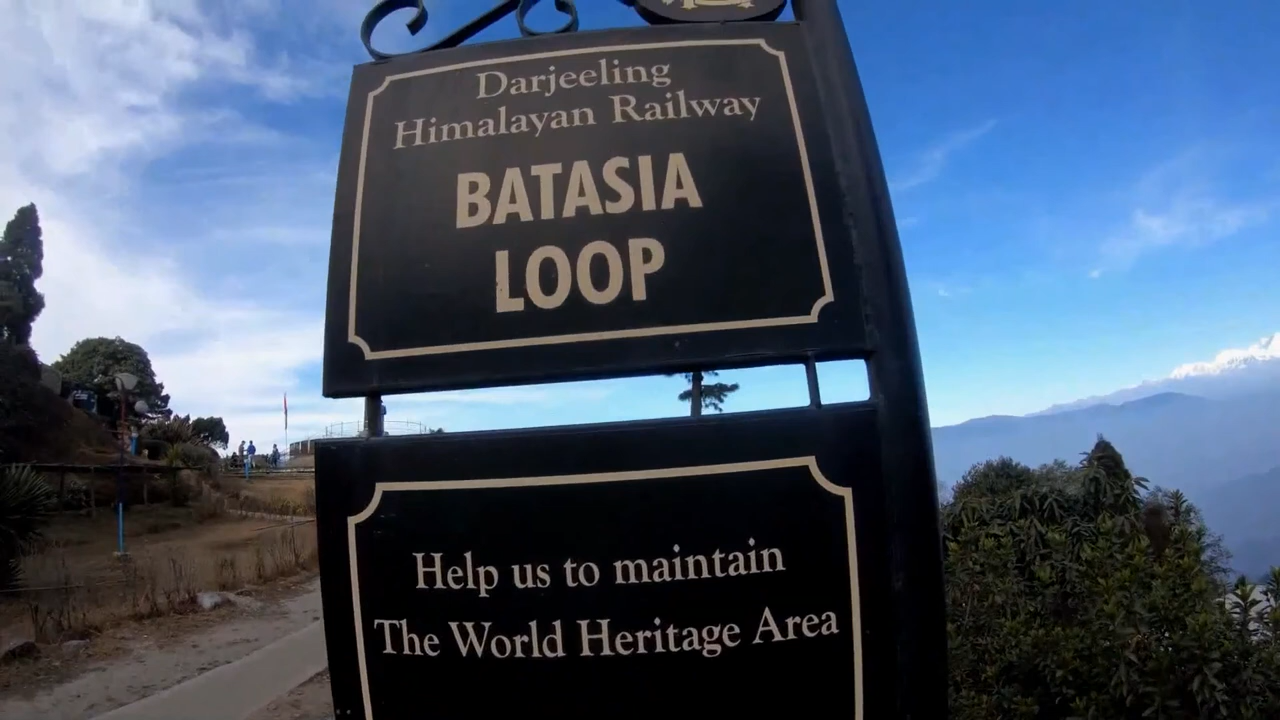 Darjeeling
Himalayan Railway
BATASIA
LOOP
Help us to maintain
The World Heritage Area